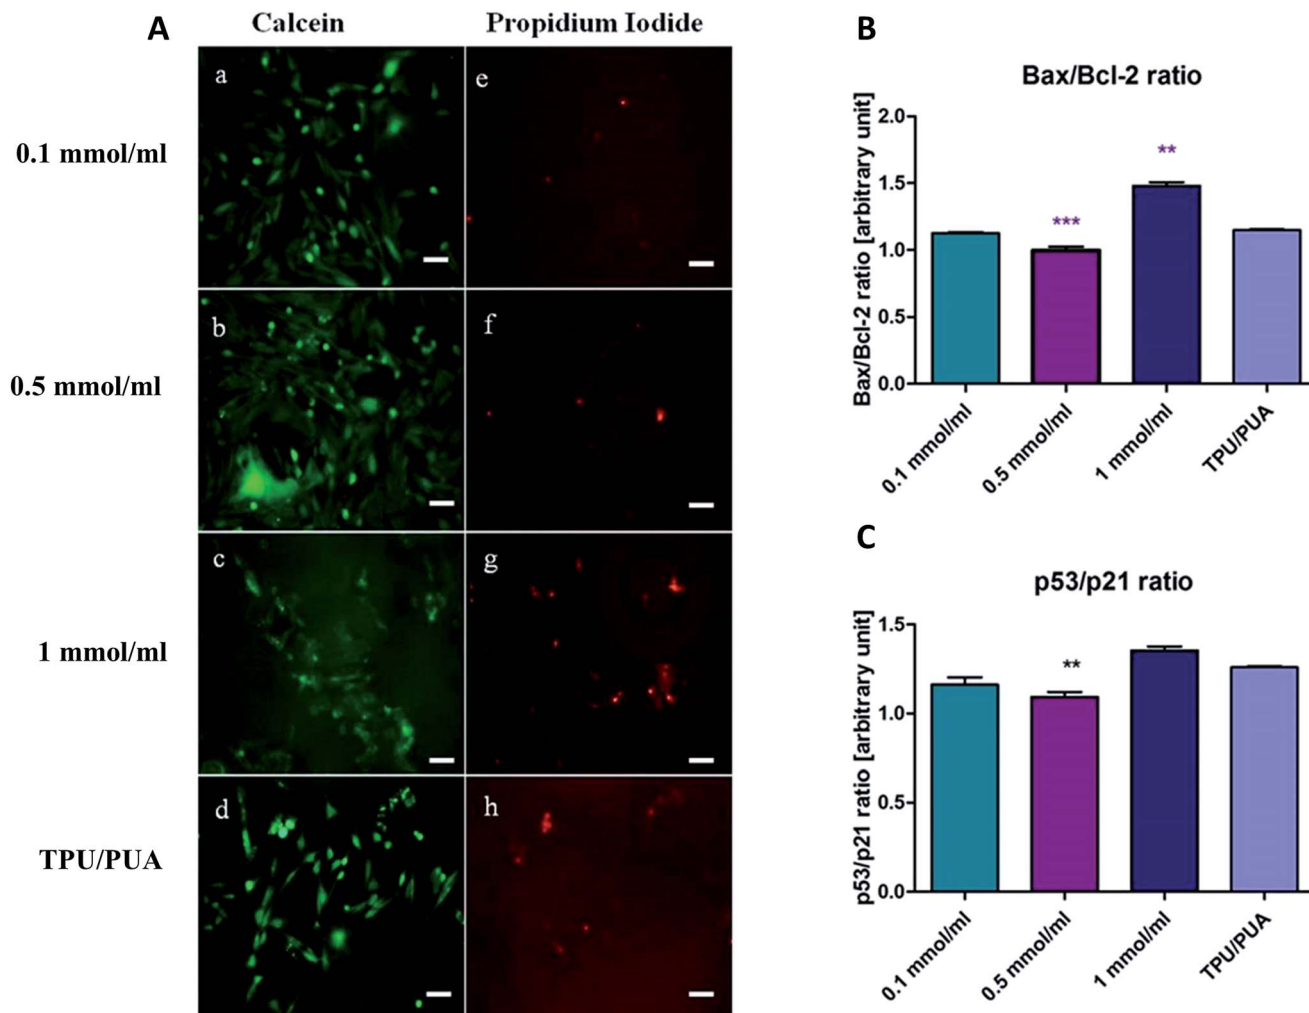 A
Calcein
Propidium Iodide
0.1 mmol/ml
a
e
0.5 mmol/ml
b
f
1 mmol/ml
c
g
TPU/PUA
d
h
B
Bax/Bcl-2 ratio
Bax/Bcl-2 ratio [arbitrary unit]
2.0
1.5
1.0
0.5
0.0
***
**
0.1 mmol/ml
0.5 mmol/ml
1 mmol/ml
TPU/PUA
C
p53/p21 ratio
p53/p21 ratio [arbitrary unit]
1.5
1.0
0.5
0.0
**
0.1 mmol/ml
0.5 mmol/ml
1 mmol/ml
TPU/PUA